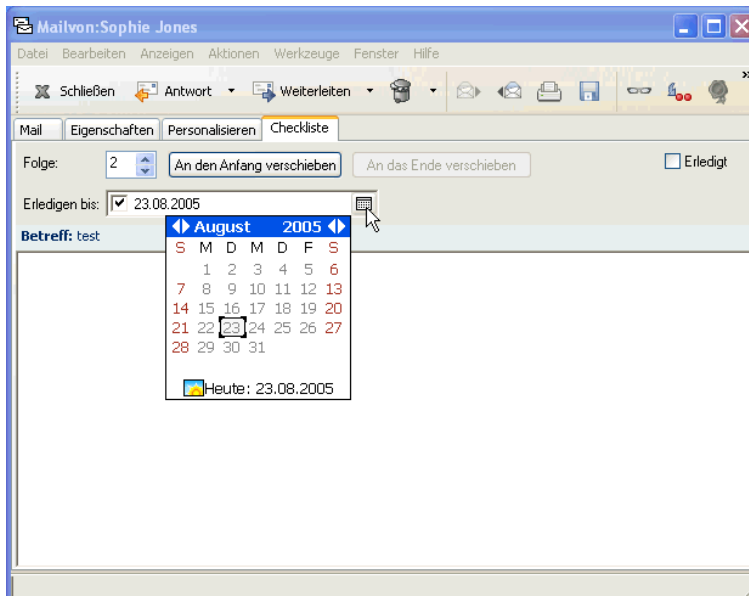 Mailvon:Sophie Jones
Datei Bearbeiten Anzeigen Aktionen Werkzeuge Fenster Hilfe
Schließen Antwort Weiterleiten »
Mail Eigenschaften Personalisieren Checkliste
Folge: 2 An den Anfang verschieben An das Ende verschieben Erledigt
Erledigen bis: 23.08.2005
Betreff: test
August 2005
S M D M D F S
1 2 3 4 5 6
7 8 9 10 11 12 13
14 15 16 17 18 19 20
21 22 23 24 25 26 27
28 29 30 31
Heute: 23.08.2005